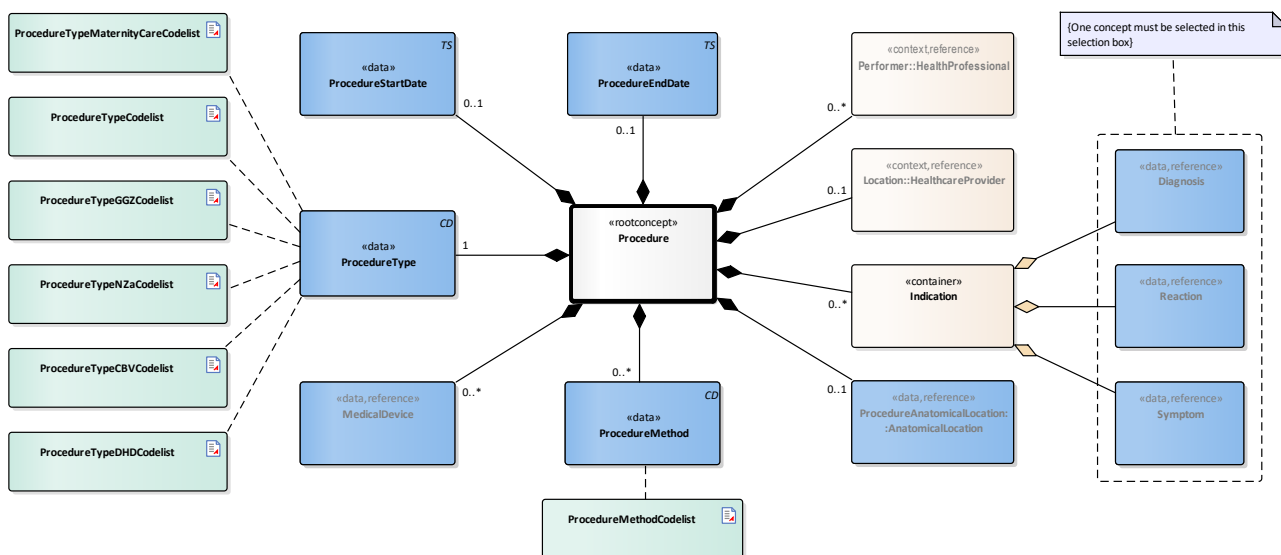 ProcedureTypeMaternityCareCodelist
ProcedureTypeCodelist
ProcedureTypeGGZCodelist
ProcedureTypeNZaCodelist
ProcedureTypeCBVCodelist
ProcedureTypeDHDCodelist
TS
«data»
ProcedureStartDate
0..1
TS
«data»
ProcedureEndDate
0..1
«context,reference»
Performer::HealthProfessional
0..*
{One concept must be selected in this
selection box}
«context,reference»
Location::HealthcareProvider
0..1
CD
«data»
ProcedureType
1
«rootconcept»
Procedure
«container»
Indication
0..*
«data,reference»
Diagnosis
«data,reference»
Reaction
«data,reference»
Symptom
«data,reference»
MedicalDevice
0..*
CD
«data»
ProcedureMethod
0..*
«data,reference»
ProcedureAnatomicalLocation:
:AnatomicalLocation
0..1
ProcedureMethodCodelist